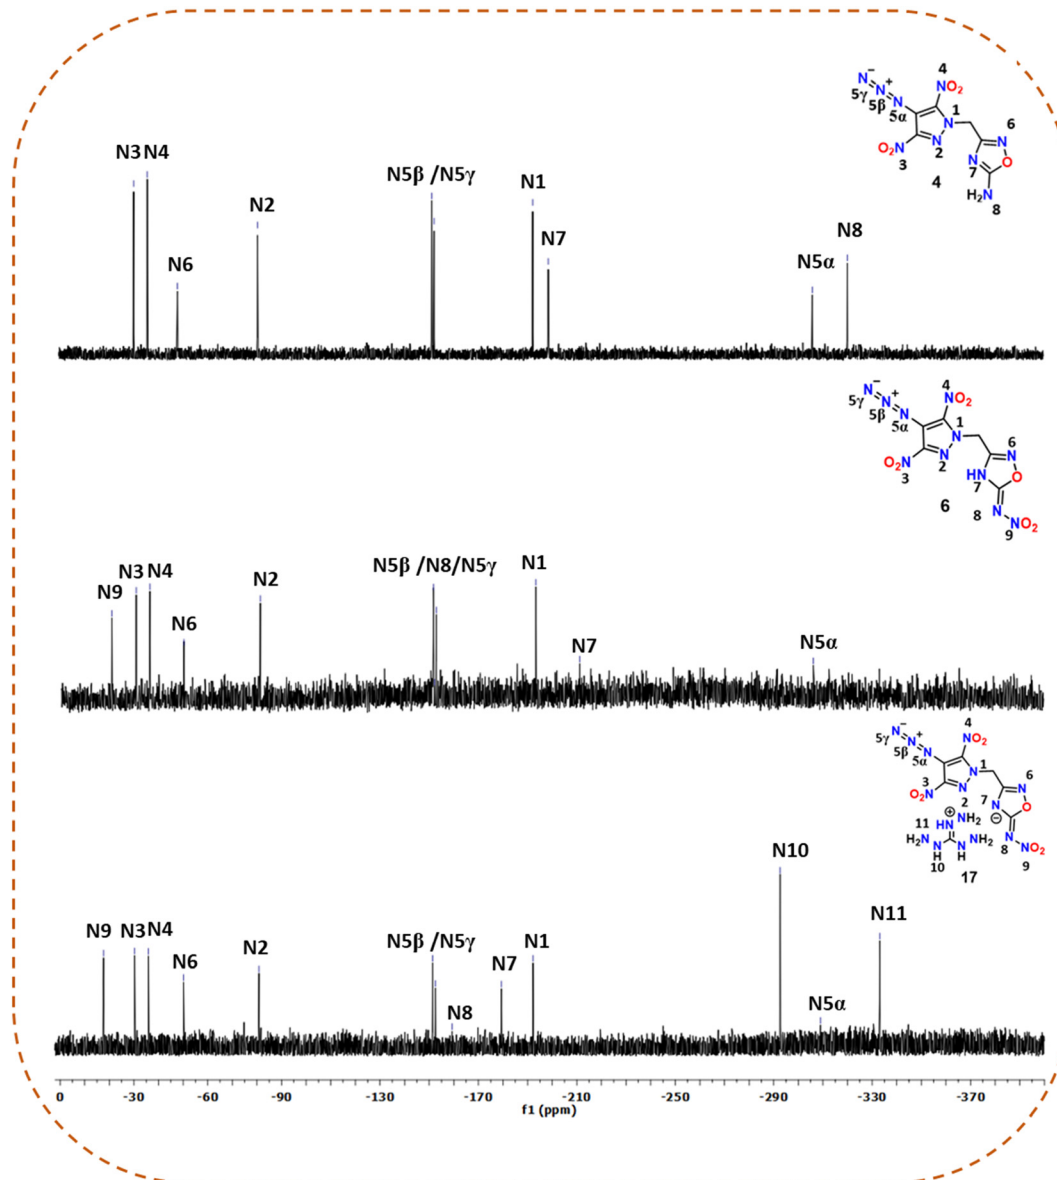 N3 N4
N6
N2
N5β /N5γ
N1
N7
N5α
N8
N − N + N
5γ 5β 5α
4
NO2
1
N
O2N
3
N
2
N
6
O
N
7
4
H2N
8
N9
N3
N4
N6
N2
N5β /N8/N5γ
N1
N7
N5α
N − N + N
5γ 5β 5α
4
NO2
1
N
O2N
3
N
2
N
6
O
HN
7
6
N
8
N NO2
9
N9
N3 N4
N6
N2
N5β /N5γ
N8
N7
N1
N10
N5α
N11
N − N + N
5γ 5β 5α
4
NO2
1
N
3
O2N
N
2
N
6
O
7 N
⊖
⊕
HN NH2
11
H2N N
H
10
N NH2
H
17
N
8
N NO2
9
0 -30 -60 -90 -130 -170 -210 -250 -290 -330 -370
f1 (ppm)